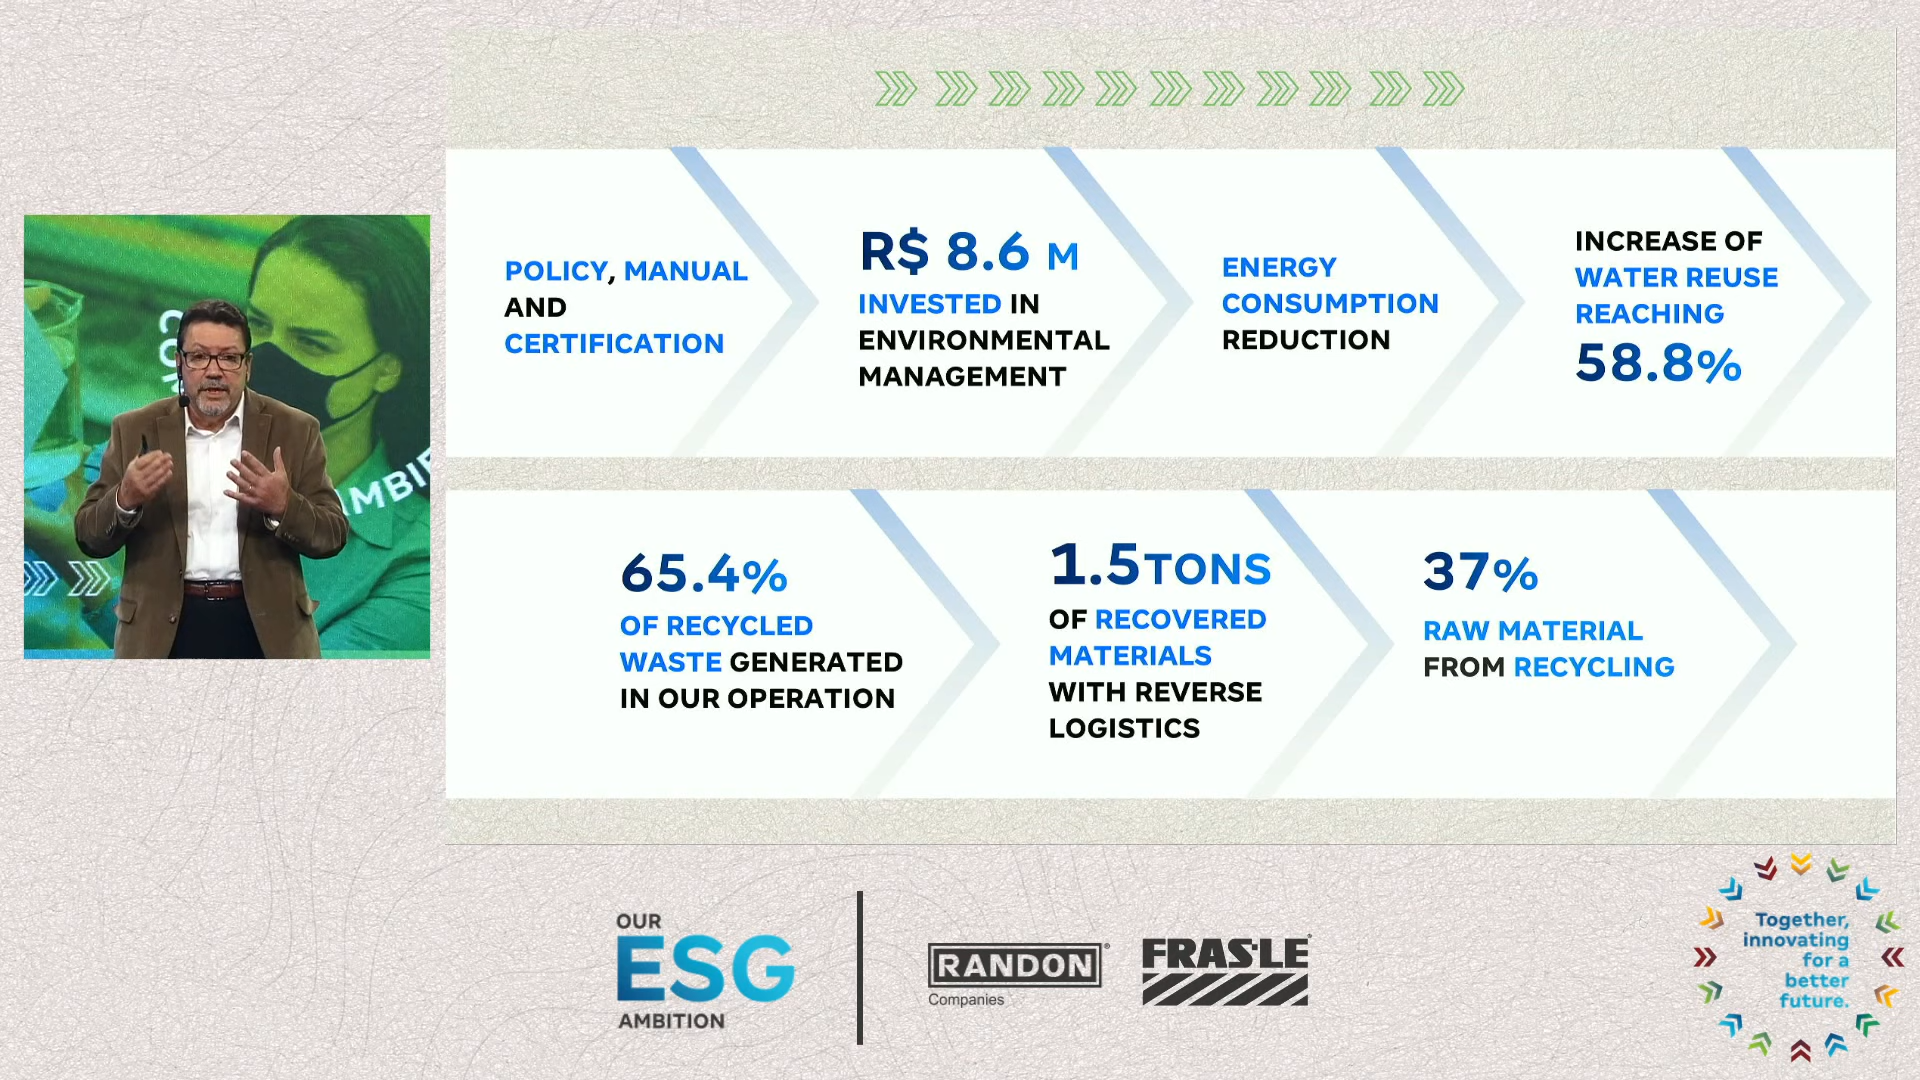 POLICY, MANUAL
AND
CERTIFICATION
R$ 8.6 M
INVESTED IN
ENVIRONMENTAL
MANAGEMENT
ENERGY
CONSUMPTION
REDUCTION
INCREASE OF
WATER REUSE
REACHING
58.8%
65.4%
OF RECYCLED
WASTE GENERATED
IN OUR OPERATION
1.5TONS
OF RECOVERED
MATERIALS
WITH REVERSE
LOGISTICS
37%
RAW MATERIAL
FROM RECYCLING
OUR
ESG
AMBITION
RANDON®
Companies
FRAS-LE®
Together,
innovating
for a
better
future.